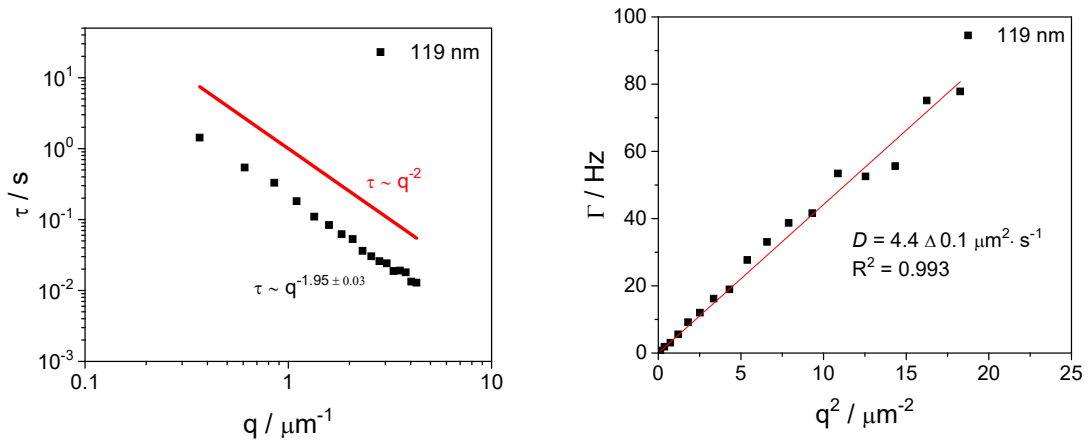 119 nm
10¹
10⁰
10⁻¹
10⁻²
10⁻³
τ / s
τ ~ q⁻²
τ ~ q⁻¹·⁹⁵ ± ⁰·⁰³
0.1
1
10
q / μm⁻¹
100
80
60
40
20
0
Γ / Hz
119 nm
D = 4.4 Δ 0.1 μm²· s⁻¹
R² = 0.993
0
5
10
15
20
25
q² / μm⁻²